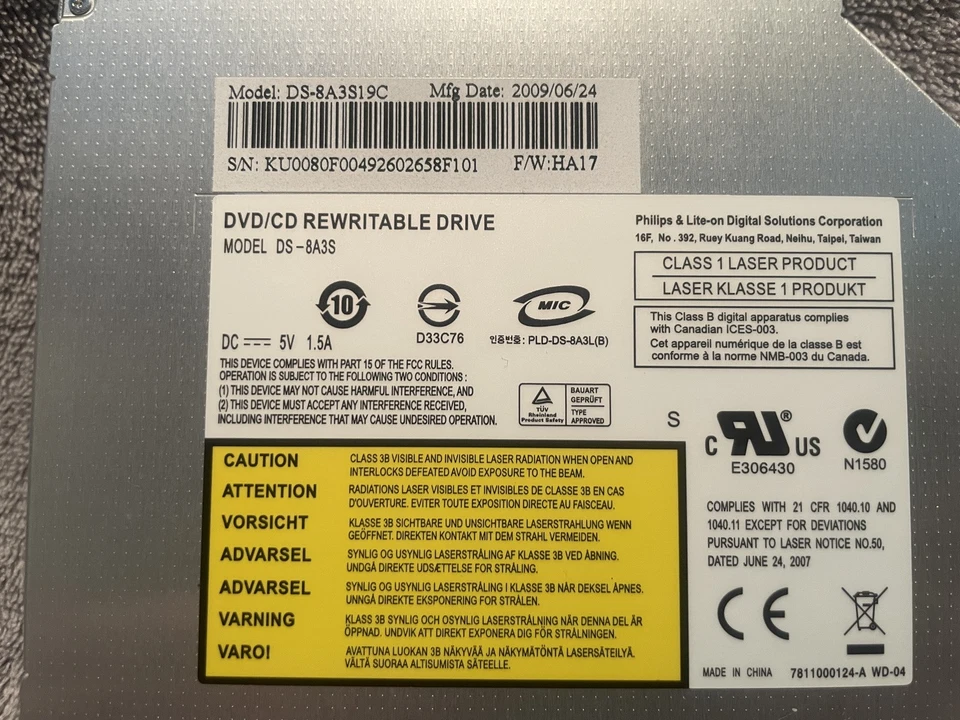 Model: DS-8A3S19C Mfg Date: 2009/06/24
S/N: KU0080F00492602658F101 F/W:HA17
DVD/CD REWRITABLE DRIVE
MODEL DS-8A3S
Philips & Lite-on Digital Solutions Corporation
16F, No. 392, Ruey Kuang Road, Neihu, Taipei, Taiwan
CLASS 1 LASER PRODUCT
LASER KLASSE 1 PRODUKT
This Class B digital apparatus complies
with Canadian ICES-003.
Cet appareil numérique de la classe B est
conforme à la norme NMB-003 du Canada.
10
D33C76
MIC
인증번호: PLD-DS-8A3L(B)
DC 5V 1.5A
THIS DEVICE COMPLIES WITH PART 15 OF THE FCC RULES.
OPERATION IS SUBJECT TO THE FOLLOWING TWO CONDITIONS :
(1) THIS DEVICE MAY NOT CAUSE HARMFUL INTERFERENCE, AND
(2) THIS DEVICE MUST ACCEPT ANY INTERFERENCE RECEIVED,
INCLUDING INTERFERENCE THAT MAY CAUSE UNDESIRED OPERATION.
TÜV
Rheinland
Product Safety
BAUART
GEPRÜFT
TYPE
APPROVED
S
C RU ® US
E306430
N1580
CAUTION CLASS 3B VISIBLE AND INVISIBLE LASER RADIATION WHEN OPEN AND
INTERLOCKS DEFEATED AVOID EXPOSURE TO THE BEAM.
ATTENTION RADIATIONS LASER VISIBLES ET INVISIBLES DE CLASSE 3B EN CAS
D'OUVERTURE. EVITER TOUTE EXPOSITION DIRECTE AU FAISCEAU.
VORSICHT KLASSE 3B SICHTBARE UND UNSICHTBARE LASERSTRAHLUNG WENN
GEÖFFNET. DIREKTEN KONTAKT MIT DEM STRAHL VERMEIDEN.
ADVARSEL SYNLIG OG USYNLIG LASERSTRÅLING AF KLASSE 3B VED ÅBNING.
UNDGÅ DIREKTE UDSÆTTELSE FOR STRÅLING.
ADVARSEL SYNLIG OG USYNLIG LASERSTRÅLING I KLASSE 3B NÅR DEKSEL ÅPNES.
UNNGÅ DIREKTE EKSPONERING FOR STRÅLEN.
VARNING KLASS 3B SYNLIG OCH OSYNLIG LASERSTRÅLNING NÄR DENNA DEL ÄR
ÖPPNAD. UNDVIK ATT DIREKT EXPONERA DIG FÖR STRÅLNINGEN.
VARO! AVATTUNA LUOKAN 3B NÄKYVÄÄ JA NÄKYMÄTÖNTÄ LASERSÄTEILYÄ.
VÄLTÄ SUORAA ALTISUMISTA SÄTEELLE.
COMPLIES WITH 21 CFR 1040.10 AND
1040.11 EXCEPT FOR DEVIATIONS
PURSUANT TO LASER NOTICE NO.50,
DATED JUNE 24, 2007
CE
MADE IN CHINA 7811000124-A WD-04